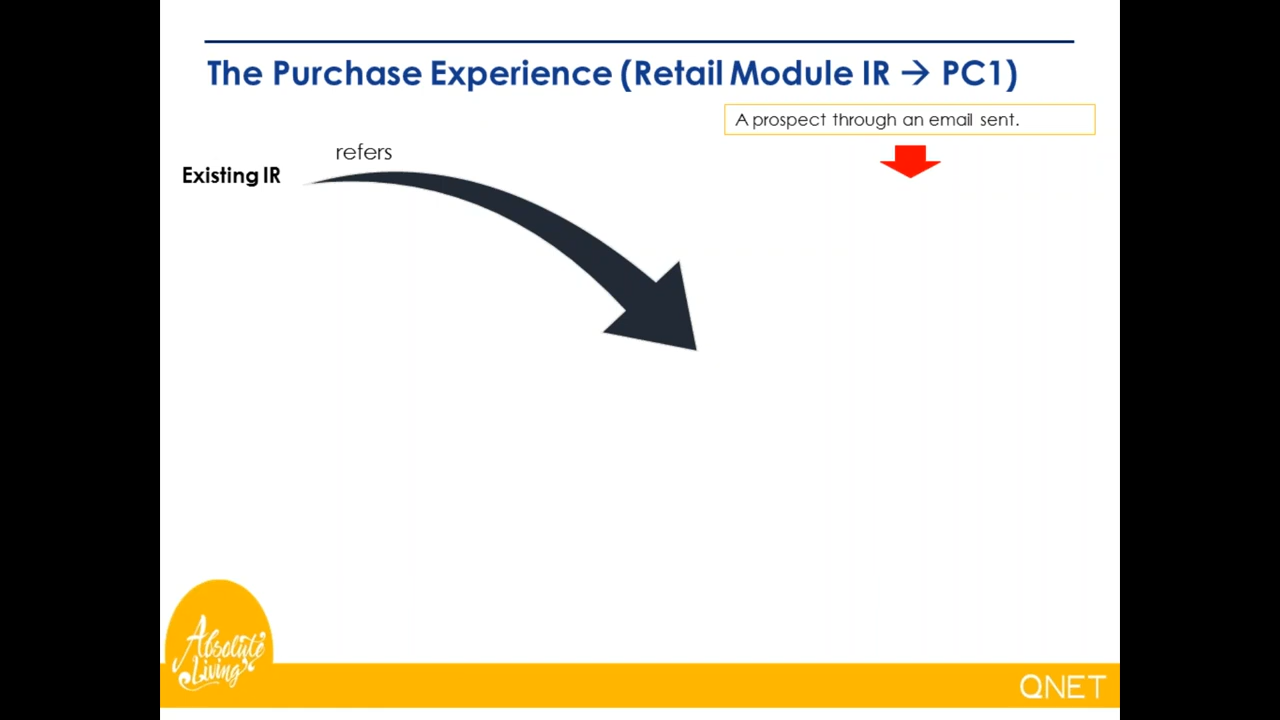 The Purchase Experience (Retail Module IR → PC1)
A prospect through an email sent.
refers
Existing IR
Absolute
Living
QNET